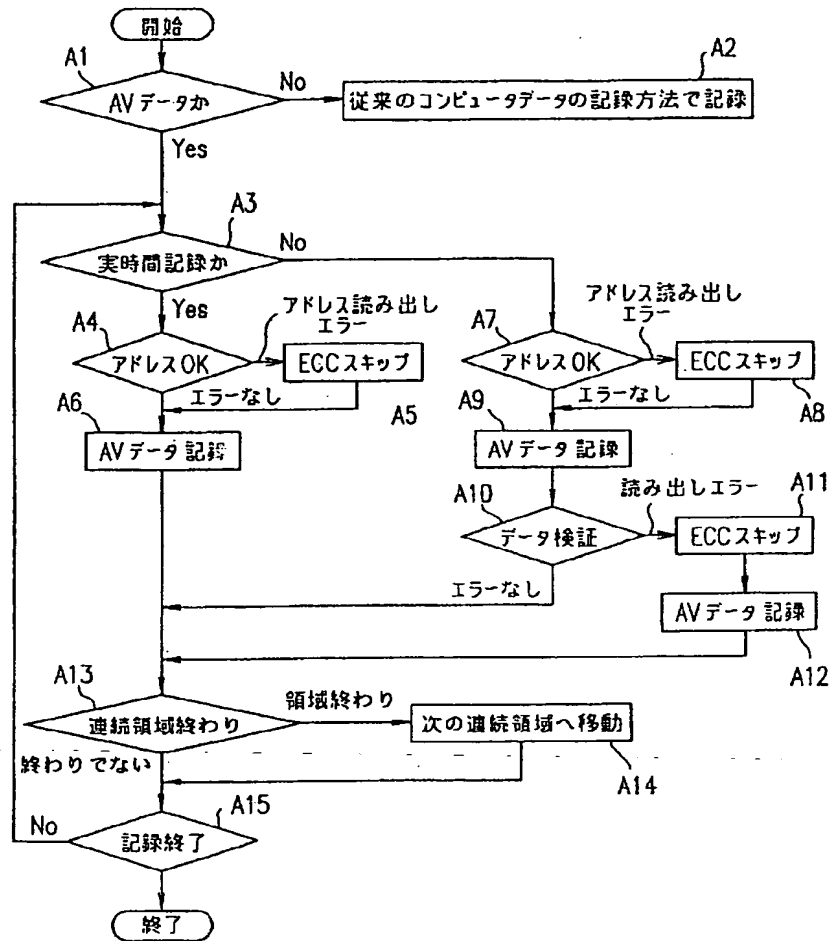 開始
A1
A2
AVデータか
No
従来のコンピュータデータの記録方法で記録
Yes
A3
実時間記録か
No
Yes
A4
アドレス読み出し
エラー
アドレスOK
ECCスキップ
エラーなし
A5
A6
AVデータ記録
A7
アドレス読み出し
エラー
アドレスOK
ECCスキップ
エラーなし
A8
A9
AVデータ記録
A10
読み出しエラー
A11
データ検証
ECCスキップ
エラーなし
AVデータ記録
A12
A13
領域終わり
連続領域終わり
次の連続領域へ移動
終わりでない
A14
A15
No
記録終了
終了